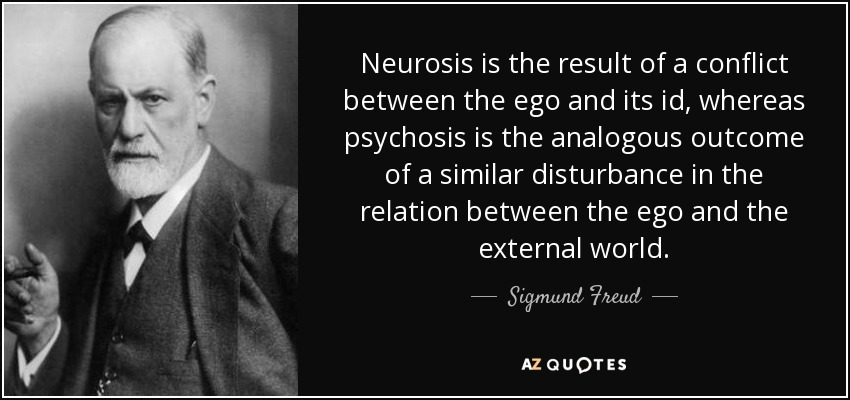 Neurosis is the result of a conflict
between the ego and its id, whereas
psychosis is the analogous outcome
of a similar disturbance in the
relation between the ego and the
external world.
Sigmund Freud
AZ QUOTES